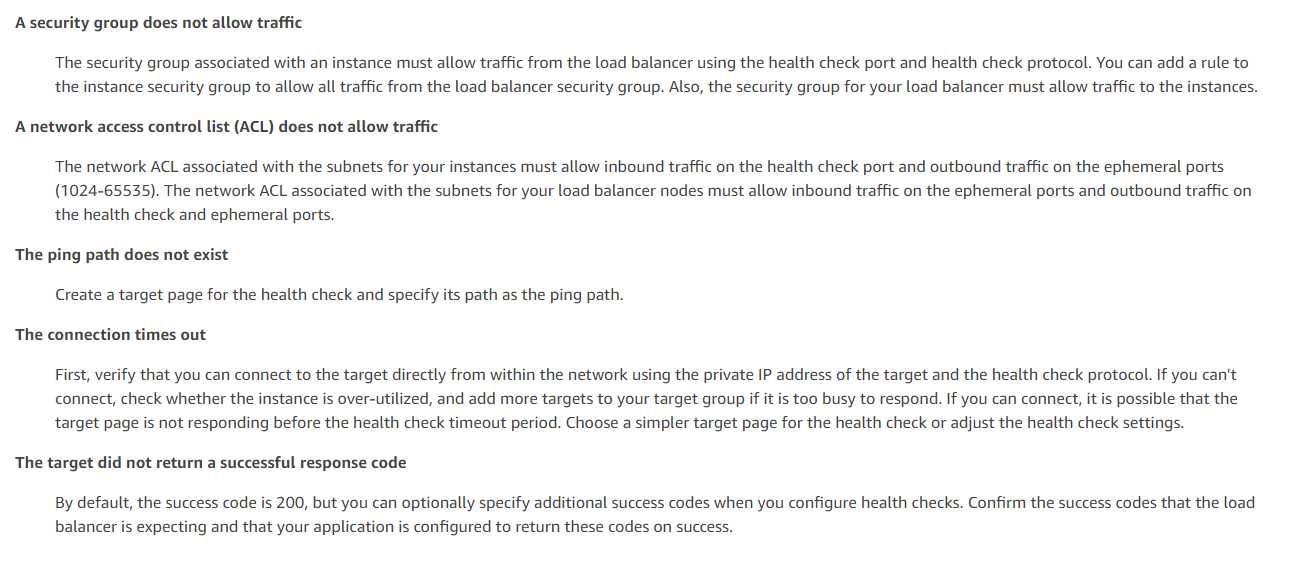 A security group does not allow traffic
The security group associated with an instance must allow traffic from the load balancer using the health check port and health check protocol. You can add a rule to
the instance security group to allow all traffic from the load balancer security group. Also, the security group for your load balancer must allow traffic to the instances.
A network access control list (ACL) does not allow traffic
The network ACL associated with the subnets for your instances must allow inbound traffic on the health check port and outbound traffic on the ephemeral ports
(1024-65535). The network ACL associated with the subnets for your load balancer nodes must allow inbound traffic on the ephemeral ports and outbound traffic on
the health check and ephemeral ports.
The ping path does not exist
Create a target page for the health check and specify its path as the ping path.
The connection times out
First, verify that you can connect to the target directly from within the network using the private IP address of the target and the health check protocol. If you can't
connect, check whether the instance is over-utilized, and add more targets to your target group if it is too busy to respond. If you can connect, it is possible that the
target page is not responding before the health check timeout period. Choose a simpler target page for the health check or adjust the health check settings.
The target did not return a successful response code
By default, the success code is 200, but you can optionally specify additional success codes when you configure health checks. Confirm the success codes that the load
balancer is expecting and that your application is configured to return these codes on success.